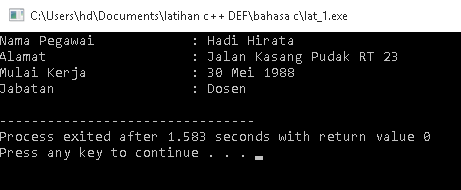 C:\Users\hd\Documents\latihan c++ DEF\bahasa c\lat_1.exe
Nama Pegawai : Hadi Hirata
Alamat : Jalan Kasang Pudak RT 23
Mulai Kerja : 30 Mei 1988
Jabatan : Dosen
--------------------------------
Process exited after 1.583 seconds with return value 0
Press any key to continue . . .